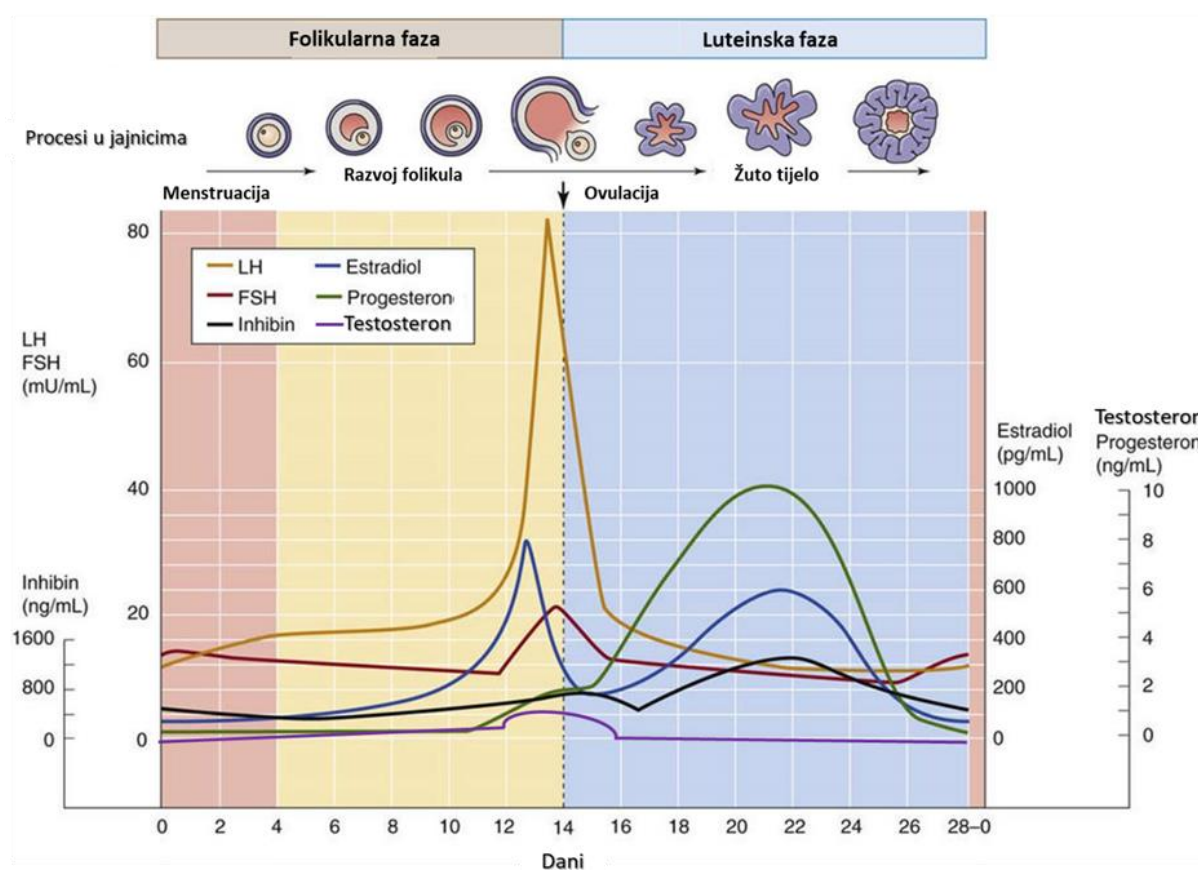 Folikularna faza
Luteinska faza
Procesi u jajnicima
Menstruacija
Razvoj folikula
Ovulacija
Žuto tijelo
LH
FSH
Inhibin
Estradiol
Progesteron
Testosteron
LH
FSH
(mU/mL)
80
60
40
20
0
Inhibin
(ng/mL)
1600
800
0
Estradiol
(pg/mL)
1000
800
600
400
200
0
Testosteron
Progesteron
(ng/mL)
10
8
6
4
2
0
0 2 4 6 8 10 12 14 16 18 20 22 24 26 28–0
Dani